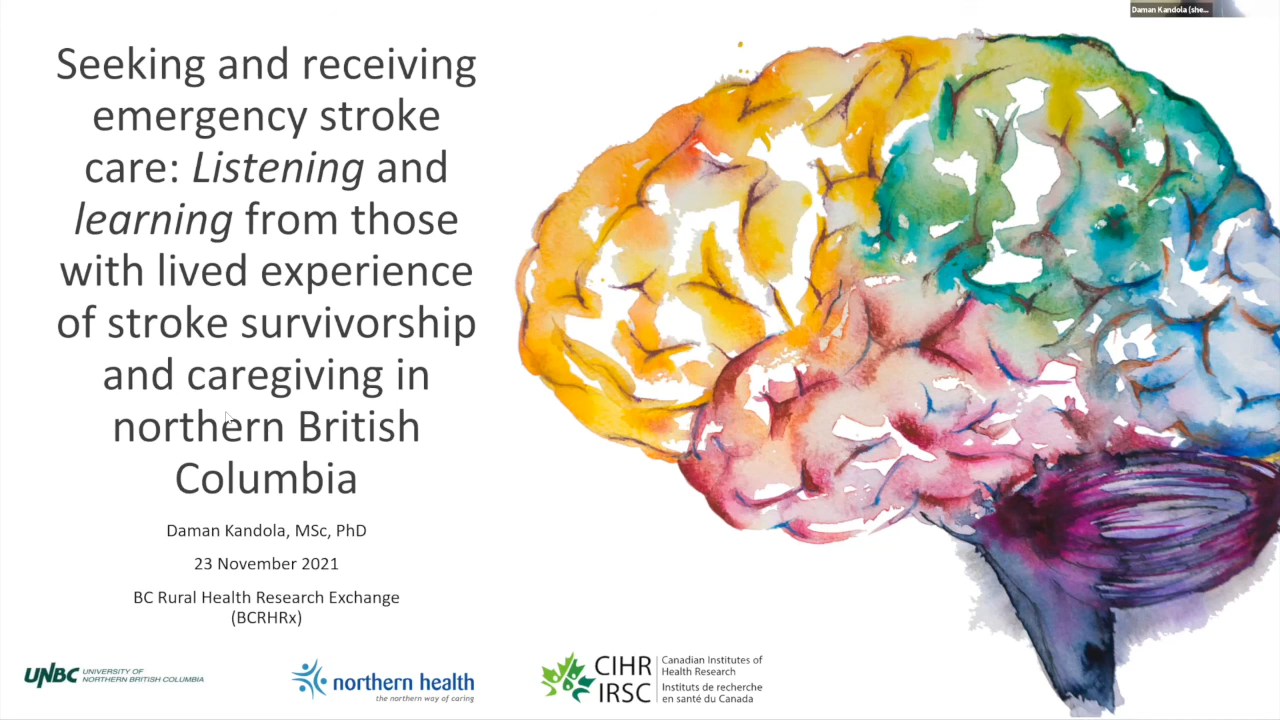 Daman Kandola (she...
Seeking and receiving
emergency stroke
care: Listening and
learning from those
with lived experience
of stroke survivorship
and caregiving in
northern British
Columbia
Daman Kandola, MSc, PhD
23 November 2021
BC Rural Health Research Exchange
(BCRHRx)
UNBC UNIVERSITY OF
NORTHERN BRITISH COLUMBIA
northern health
the northern way of caring
CIHR
IRSC
Canadian Institutes of
Health Research
Instituts de recherche
en santé du Canada